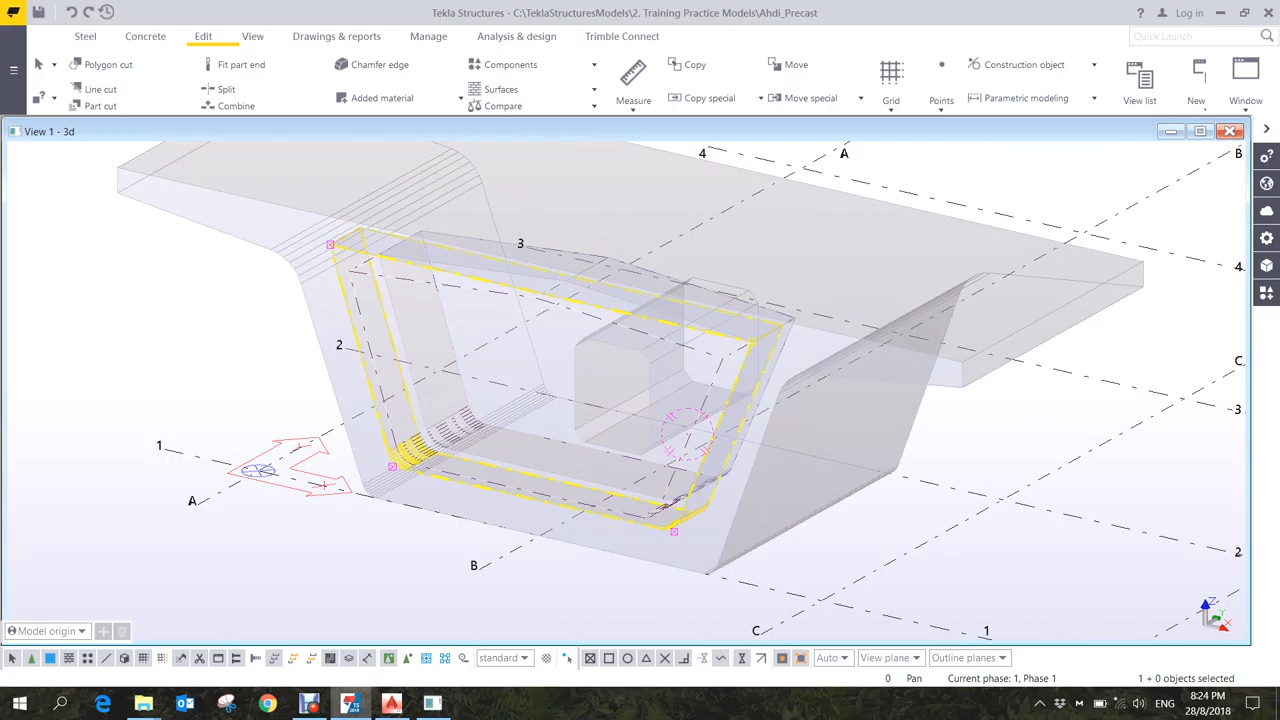 Tekla Structures - C:\TeklaStructuresModels\2. Training Practice Models\Ahdi_Precast
Log in
Steel Concrete Edit View Drawings & reports Manage Analysis & design Trimble Connect
Quick Launch
Polygon cut Fit part end Chamfer edge Components Copy Move Construction object
Line cut Split Surfaces
Part cut Combine Added material Compare Measure Copy special Move special Grid Points Parametric modeling View list New Window
View 1 - 3d
4 A B
3
4
2
C
3
1
A
B
2
C 1
Z
Y
X
Model origin
standard Auto View plane Outline planes
0 Pan Current phase: 1, Phase 1 1 + 0 objects selected
8:24 PM
28/8/2018